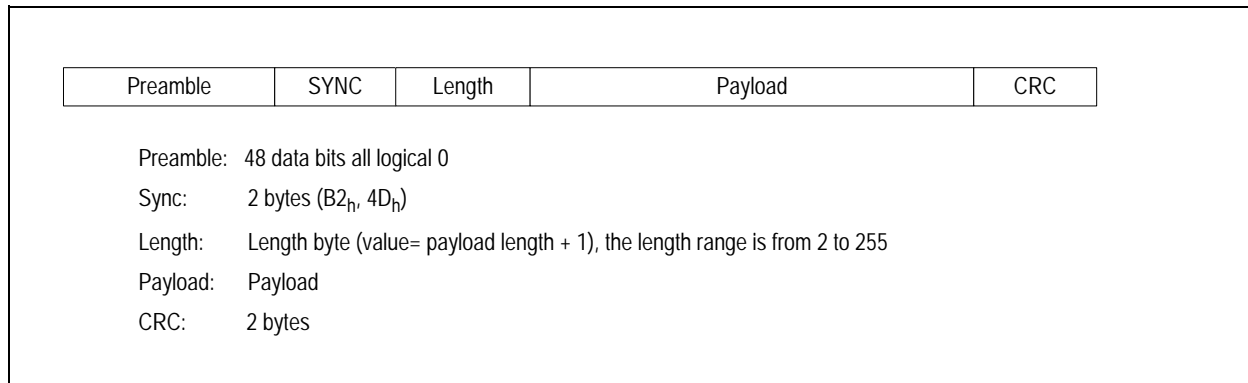 Preamble SYNC Length Payload CRC
Preamble: 48 data bits all logical 0
Sync: 2 bytes (B2h, 4Dh)
Length: Length byte (value= payload length + 1), the length range is from 2 to 255
Payload: Payload
CRC: 2 bytes